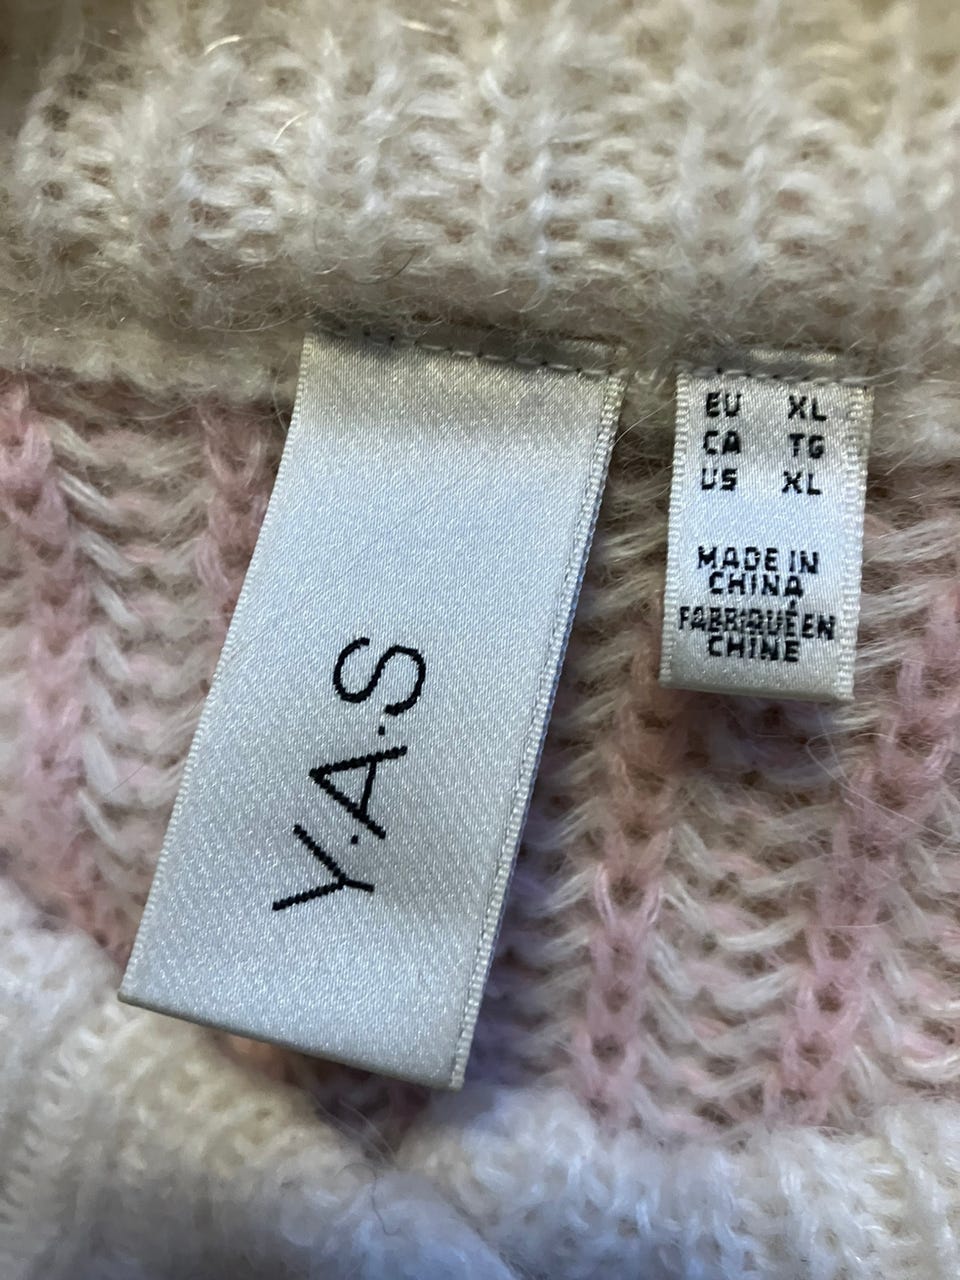 Y.A.S
EU XL
CA TG
US XL
MADE IN
CHINA
FABRIQUÉ EN
CHINE